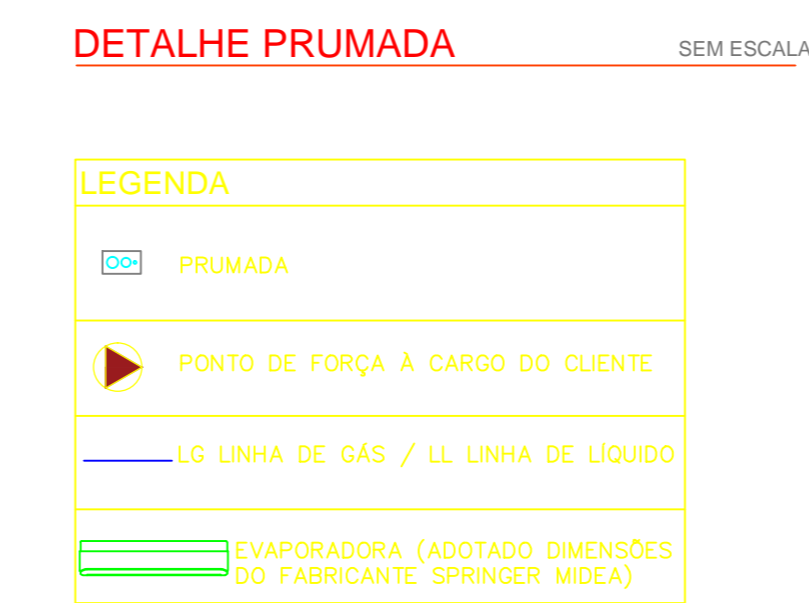 DETALHE PRUMADA
SEM ESCALA
LEGENDA
PRUMADA
PONTO DE FORÇA À CARGO DO CLIENTE
LG LINHA DE GÁS / LL LINHA DE LÍQUIDO
EVAPORADORA (ADOTADO DIMENSÕES
DO FABRICANTE SPRINGER MIDEA)